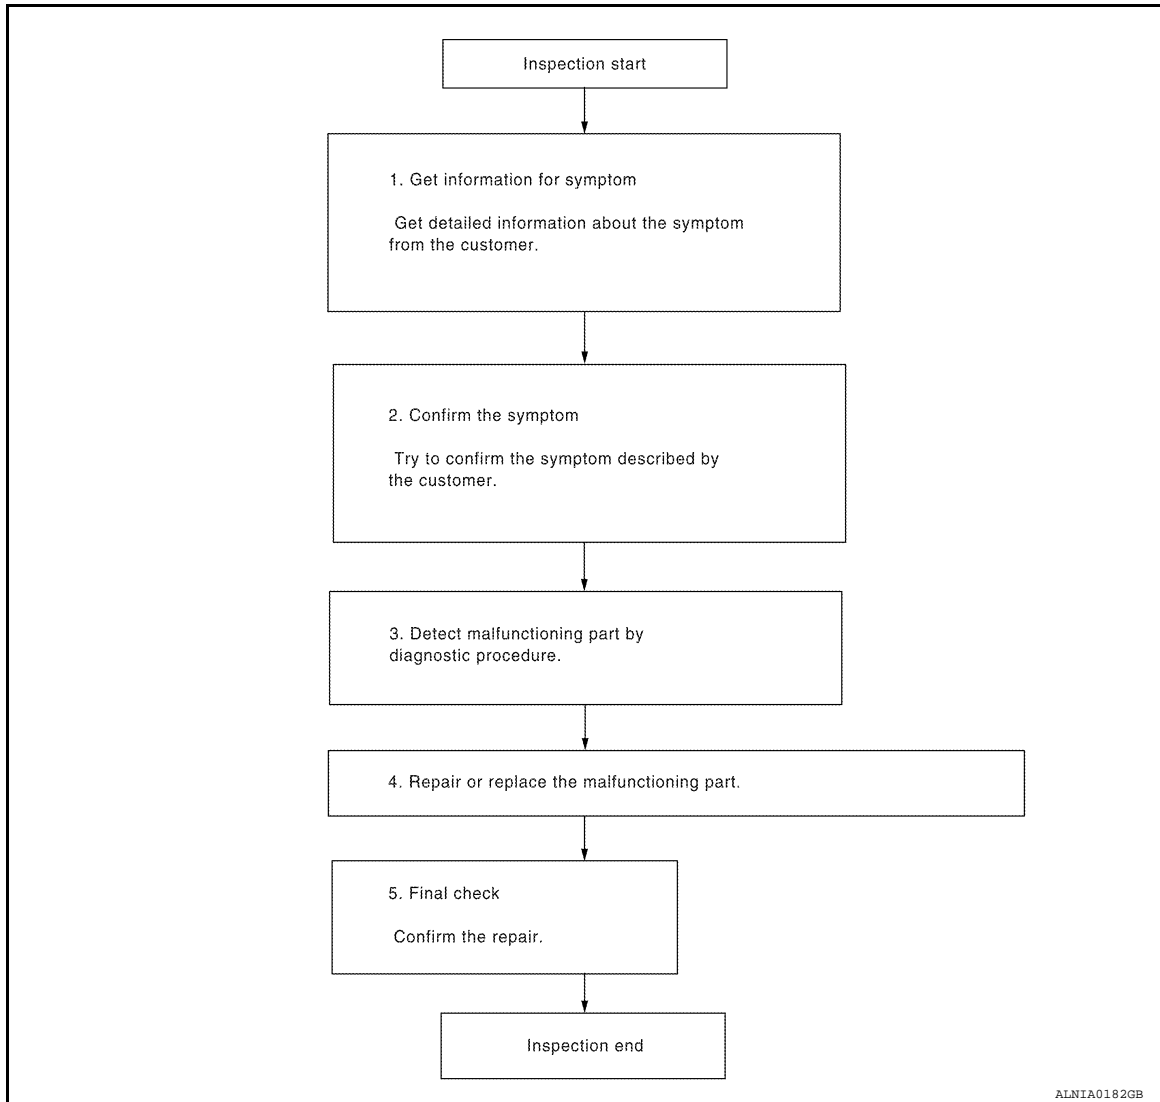 Inspection start
1. Get information for symptom
Get detailed information about the symptom
from the customer.
2. Confirm the symptom
Try to confirm the symptom described by
the customer.
3. Detect malfunctioning part by
diagnostic procedure.
4. Repair or replace the malfunctioning part.
5. Final check
Confirm the repair.
Inspection end
ALNIA0182GB